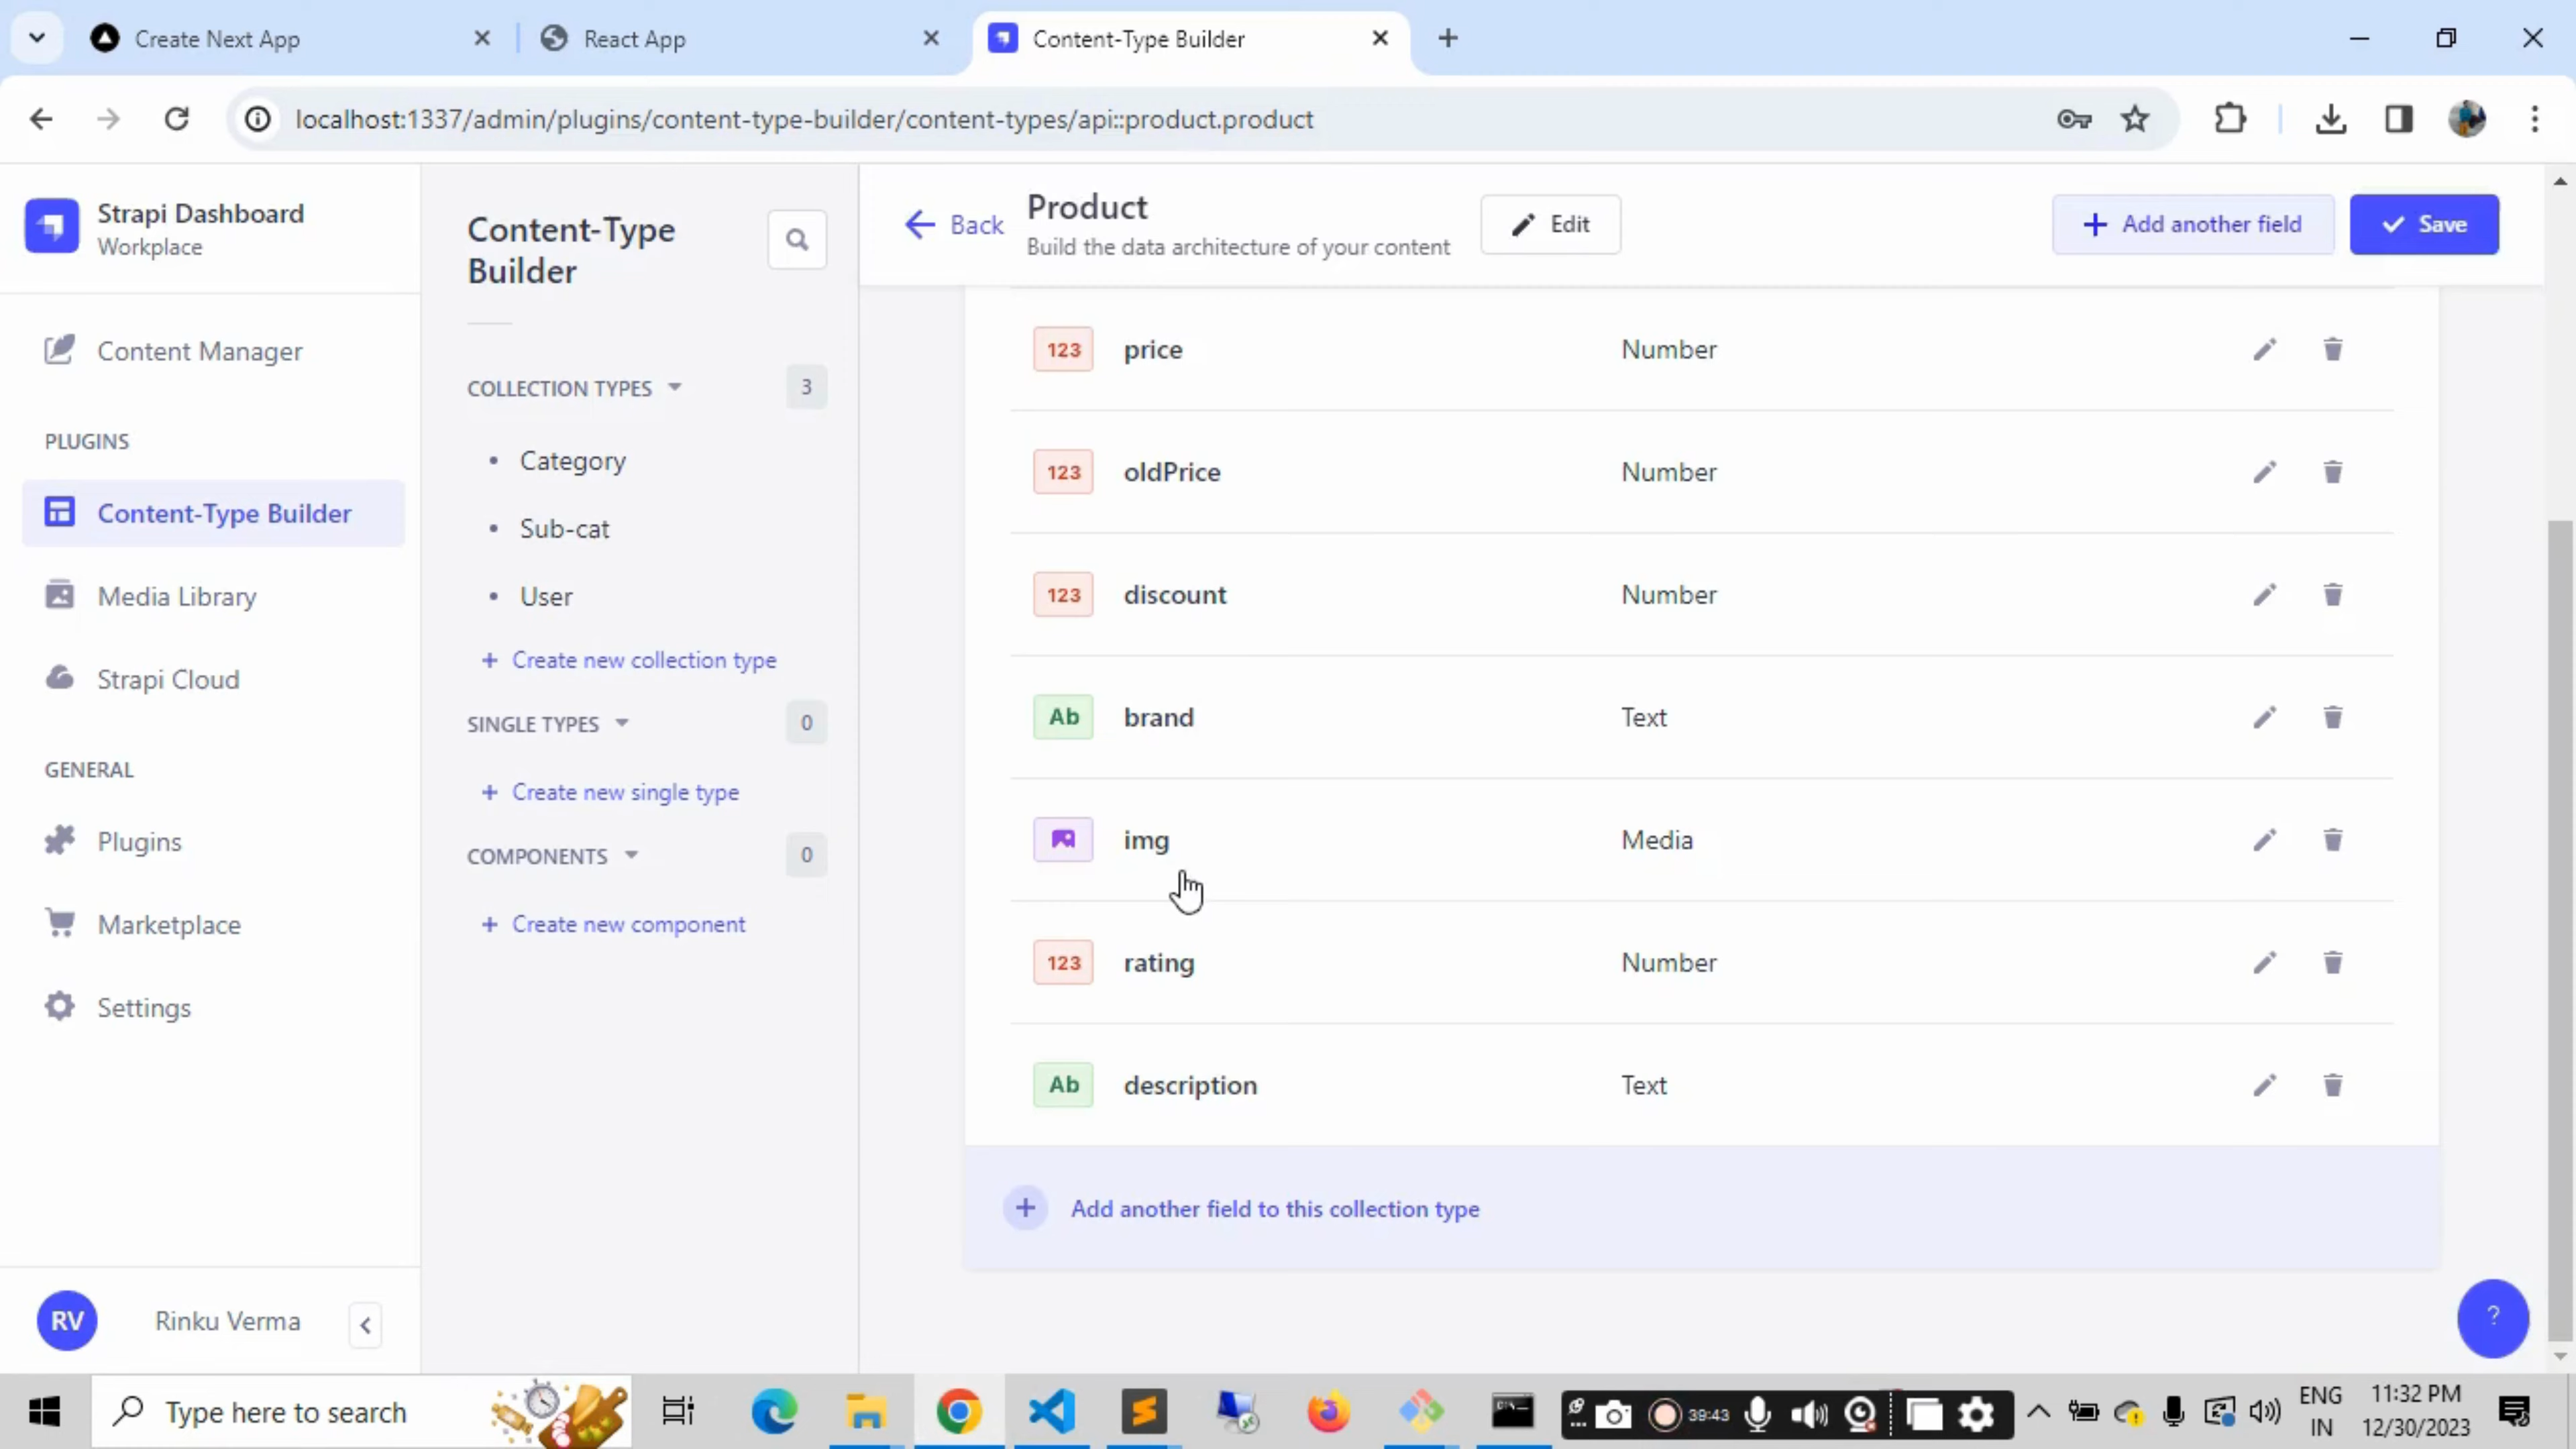 Create Next App
React App
Content-Type Builder
localhost:1337/admin/plugins/content-type-builder/content-types/api::product.product
Strapi Dashboard
Workplace
Content Manager
PLUGINS
Content-Type Builder
Media Library
Strapi Cloud
GENERAL
Plugins
Marketplace
Settings
RV
Rinku Verma
Content-Type
Builder
COLLECTION TYPES
3
Category
Sub-cat
User
+ Create new collection type
SINGLE TYPES
0
+ Create new single type
COMPONENTS
0
+ Create new component
Back
Product
Build the data architecture of your content
Edit
+ Add another field
Save
123 price Number
123 oldPrice Number
123 discount Number
Ab brand Text
img Media
123 rating Number
Ab description Text
+ Add another field to this collection type
?
Type here to search
39:43
ENG
IN
11:32 PM
12/30/2023